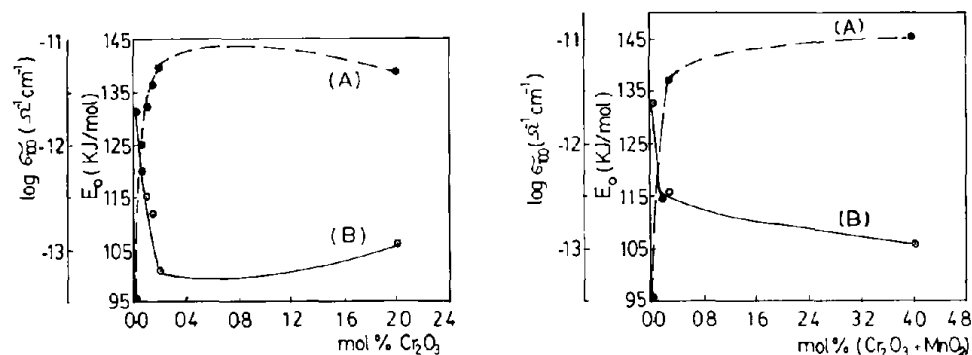 log σ₁₀₀ (Ω⁻¹cm⁻¹)
-11
-12
-13
E₀ (KJ/mol)
145
135
125
115
105
95
(A)
(B)
0.0 0.4 0.8 1.2 1.6 2.0 2.4
mol % Cr₂O₃
log σ₁₀₀ (Ω⁻¹cm⁻¹)
-11
-12
-13
E₀ (KJ/mol)
145
135
125
115
105
95
(A)
(B)
0.0 0.8 1.6 2.4 3.2 4.0 4.8
mol % (Cr₂O₃ + MnO₂)